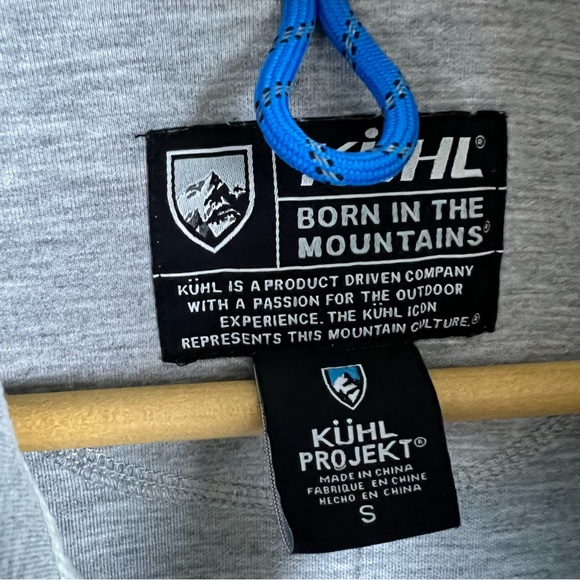 KÜHL®
BORN IN THE
MOUNTAINS®
KÜHL IS A PRODUCT DRIVEN COMPANY
WITH A PASSION FOR THE OUTDOOR
EXPERIENCE. THE KÜHL ICON
REPRESENTS THIS MOUNTAIN CULTURE.®
KÜHL
PROJEKT®
MADE IN CHINA
FABRIQUE EN CHINE
HECHO EN CHINA
S